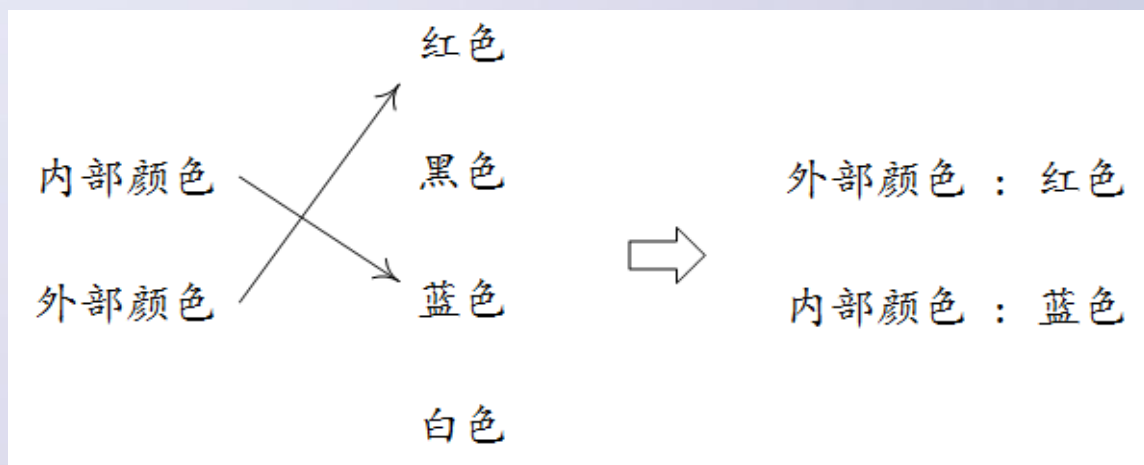 红色
内部颜色
黑色
外部颜色
蓝色
白色
外部颜色 : 红色
内部颜色 : 蓝色